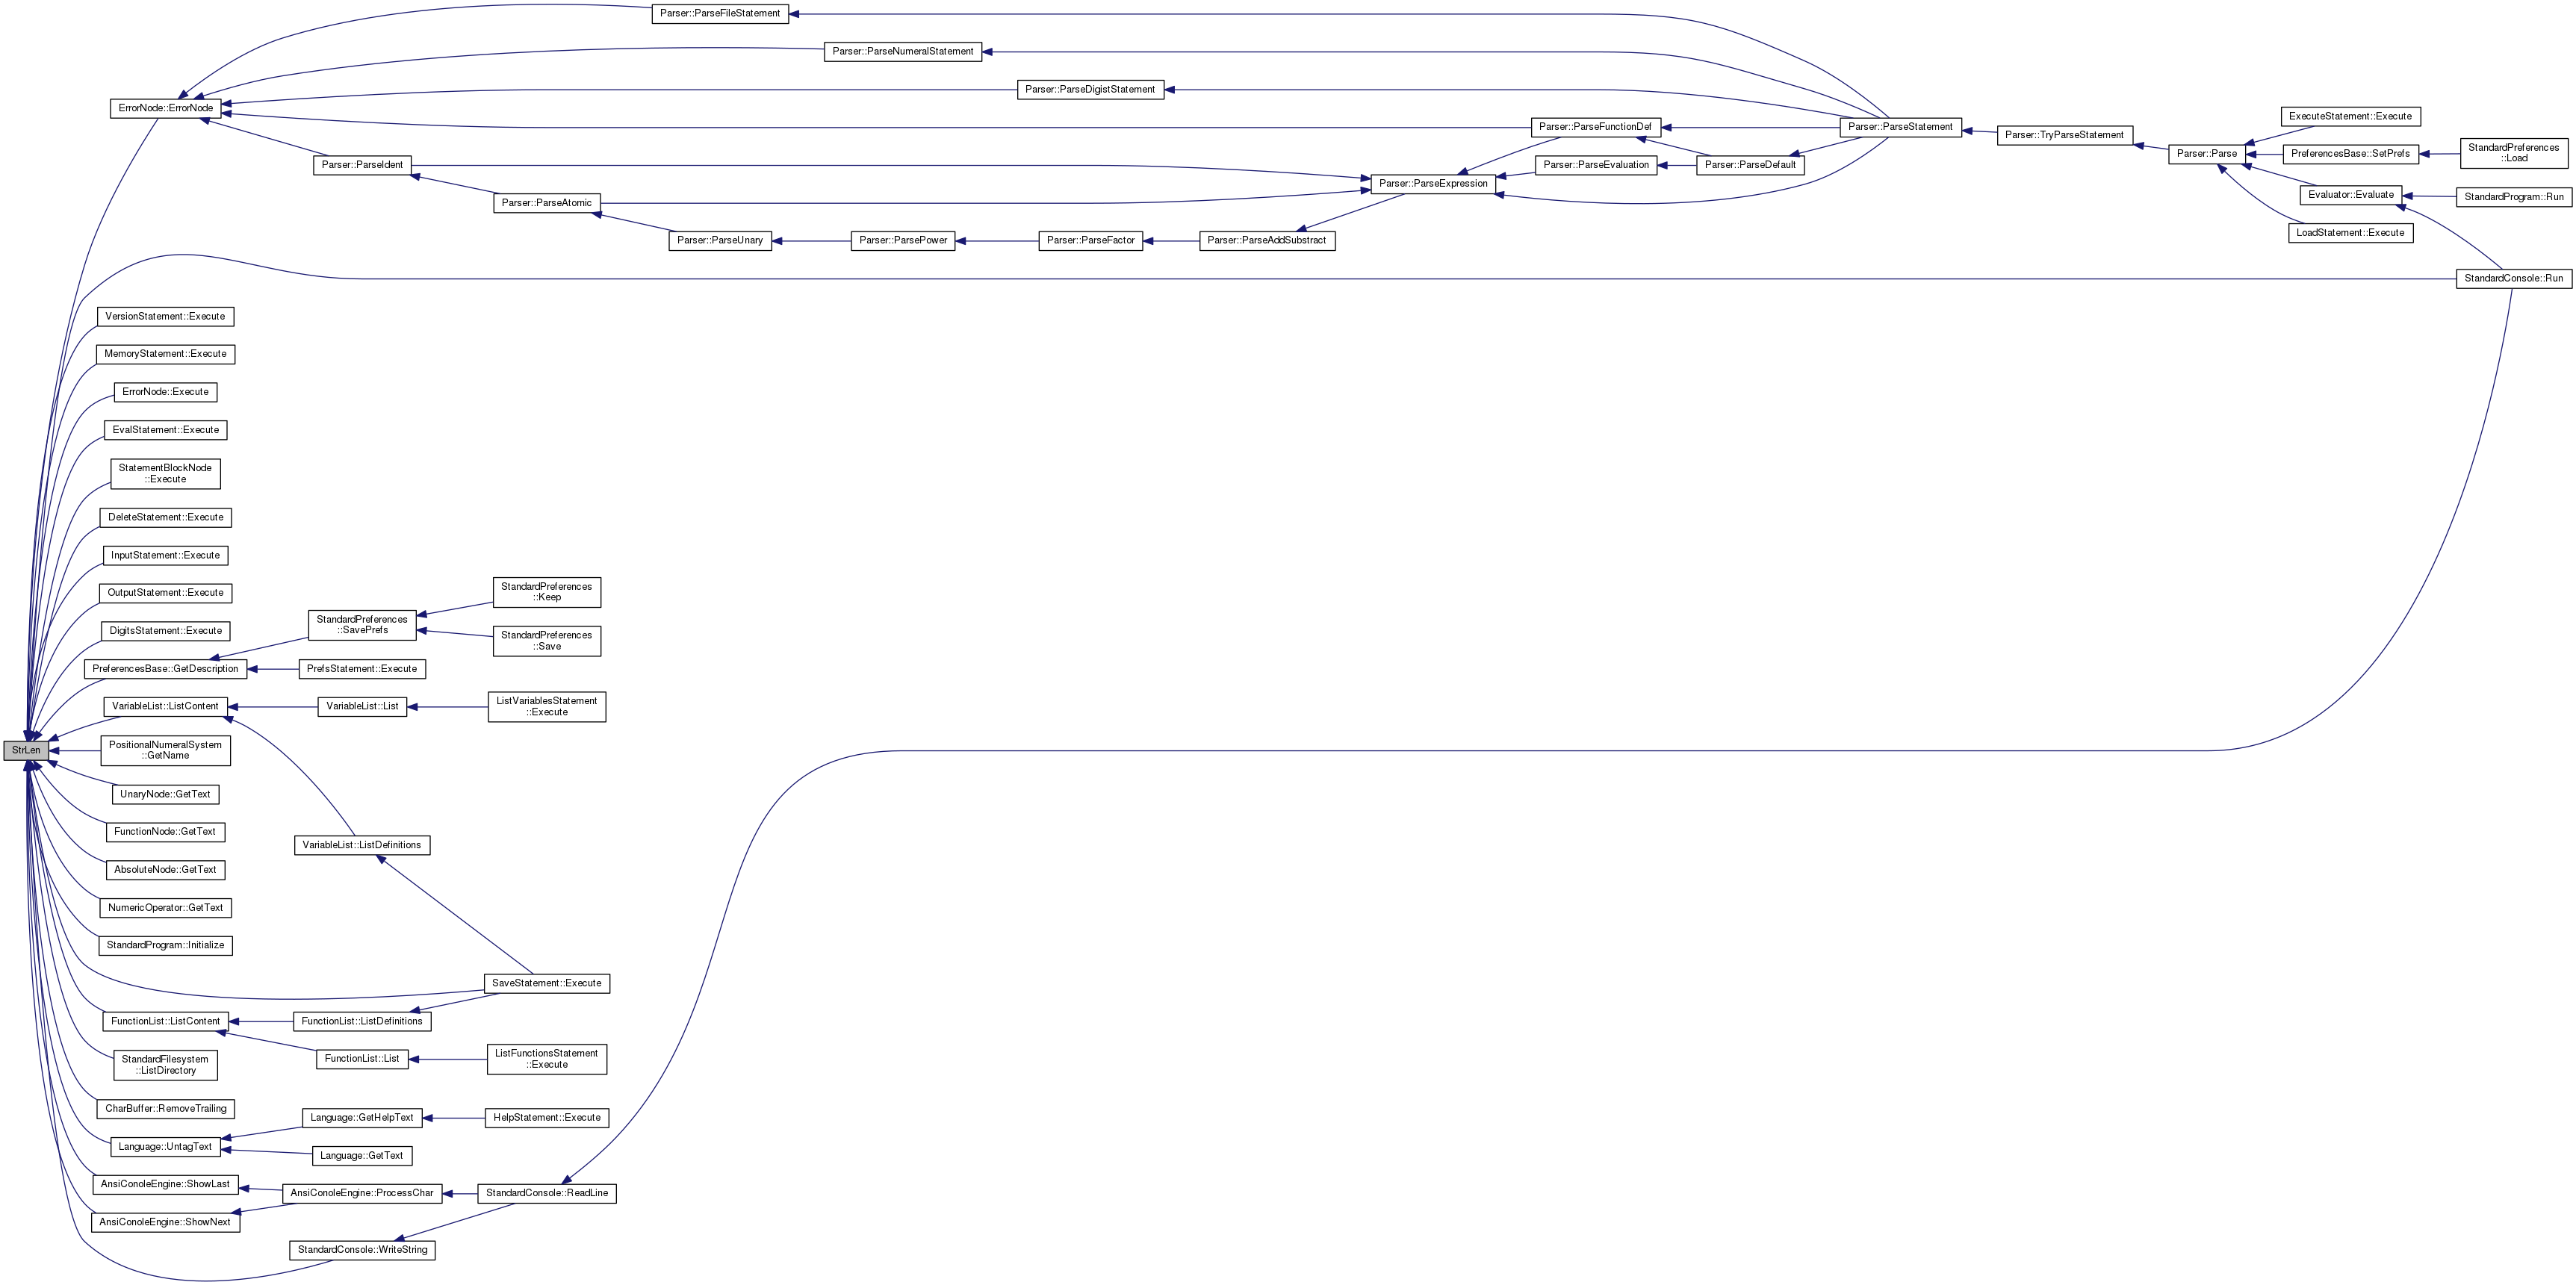 Parser::ParseFileStatement
Parser::ParseNumeralStatement
Parser::ParseDigistStatement
ErrorNode::ErrorNode
ExecuteStatement::Execute
Parser::ParseFunctionDef
Parser::ParseStatement
Parser::TryParseStatement
Parser::Parse
PreferencesBase::SetPrefs
StandardPreferences
::Load
Parser::ParseIdent
Parser::ParseEvaluation
Parser::ParseDefault
Parser::ParseExpression
Evaluator::Evaluate
StandardProgram::Run
Parser::ParseAtomic
LoadStatement::Execute
Parser::ParseUnary
Parser::ParsePower
Parser::ParseFactor
Parser::ParseAddSubstract
StandardConsole::Run
VersionStatement::Execute
MemoryStatement::Execute
ErrorNode::Execute
EvalStatement::Execute
StatementBlockNode
::Execute
DeleteStatement::Execute
InputStatement::Execute
OutputStatement::Execute
StandardPreferences
::Keep
DigitsStatement::Execute
StandardPreferences
::SavePrefs
StandardPreferences
::Save
PreferencesBase::GetDescription
PrefsStatement::Execute
VariableList::ListContent
VariableList::List
ListVariablesStatement
::Execute
StrLen
PositionalNumeralSystem
::GetName
UnaryNode::GetText
FunctionNode::GetText
VariableList::ListDefinitions
AbsoluteNode::GetText
NumericOperator::GetText
StandardProgram::Initialize
SaveStatement::Execute
FunctionList::ListContent
FunctionList::ListDefinitions
StandardFilesystem
::ListDirectory
FunctionList::List
ListFunctionsStatement
::Execute
CharBuffer::RemoveTrailing
Language::GetHelpText
HelpStatement::Execute
Language::UntagText
Language::GetText
AnsiConoleEngine::ShowLast
AnsiConoleEngine::ProcessChar
StandardConsole::ReadLine
AnsiConoleEngine::ShowNext
StandardConsole::WriteString